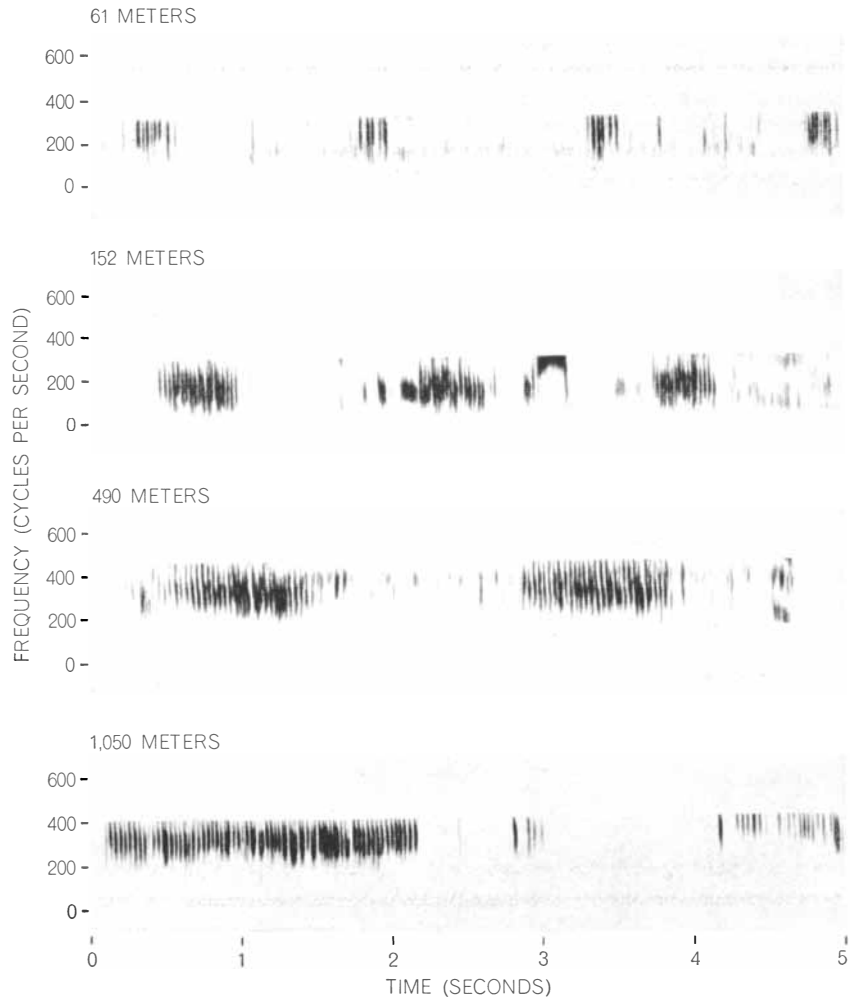 61 METERS
600
400
200
0
152 METERS
600
400
200
0
FREQUENCY (CYCLES PER SECOND)
490 METERS
600
400
200
0
1,050 METERS
600
400
200
0
0 1 2 3 4 5
TIME (SECONDS)